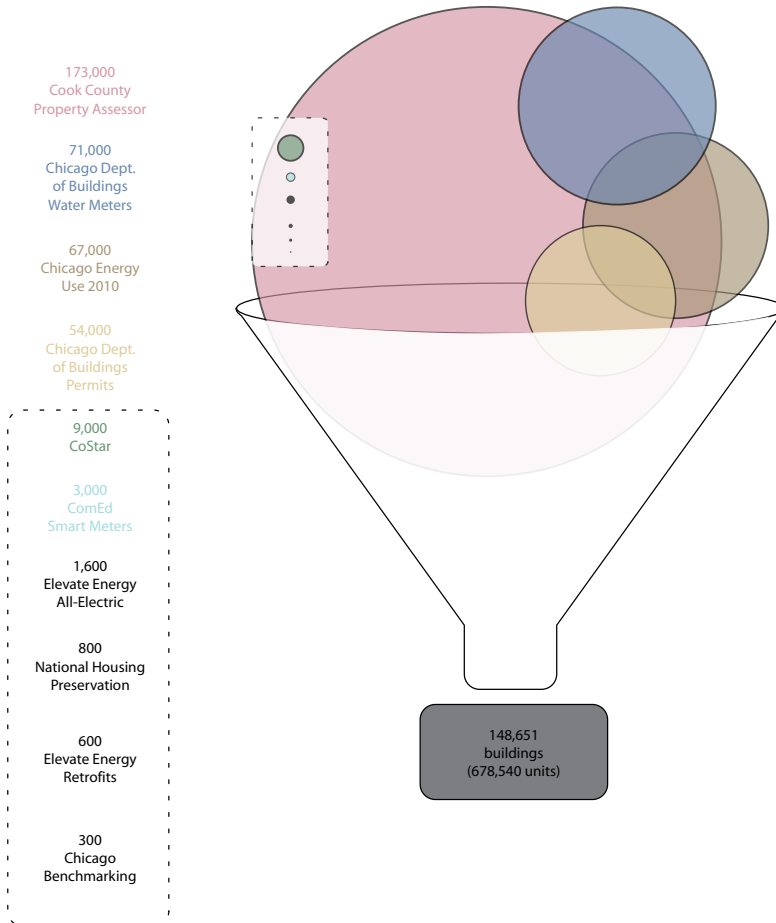 173,000
Cook County
Property Assessor
71,000
Chicago Dept.
of Buildings
Water Meters
67,000
Chicago Energy
Use 2010
54,000
Chicago Dept.
of Buildings
Permits
9,000
CoStar
3,000
ComEd
Smart Meters
1,600
Elevate Energy
All-Electric
800
National Housing
Preservation
600
Elevate Energy
Retrofits
300
Chicago
Benchmarking
148,651
buildings
(678,540 units)